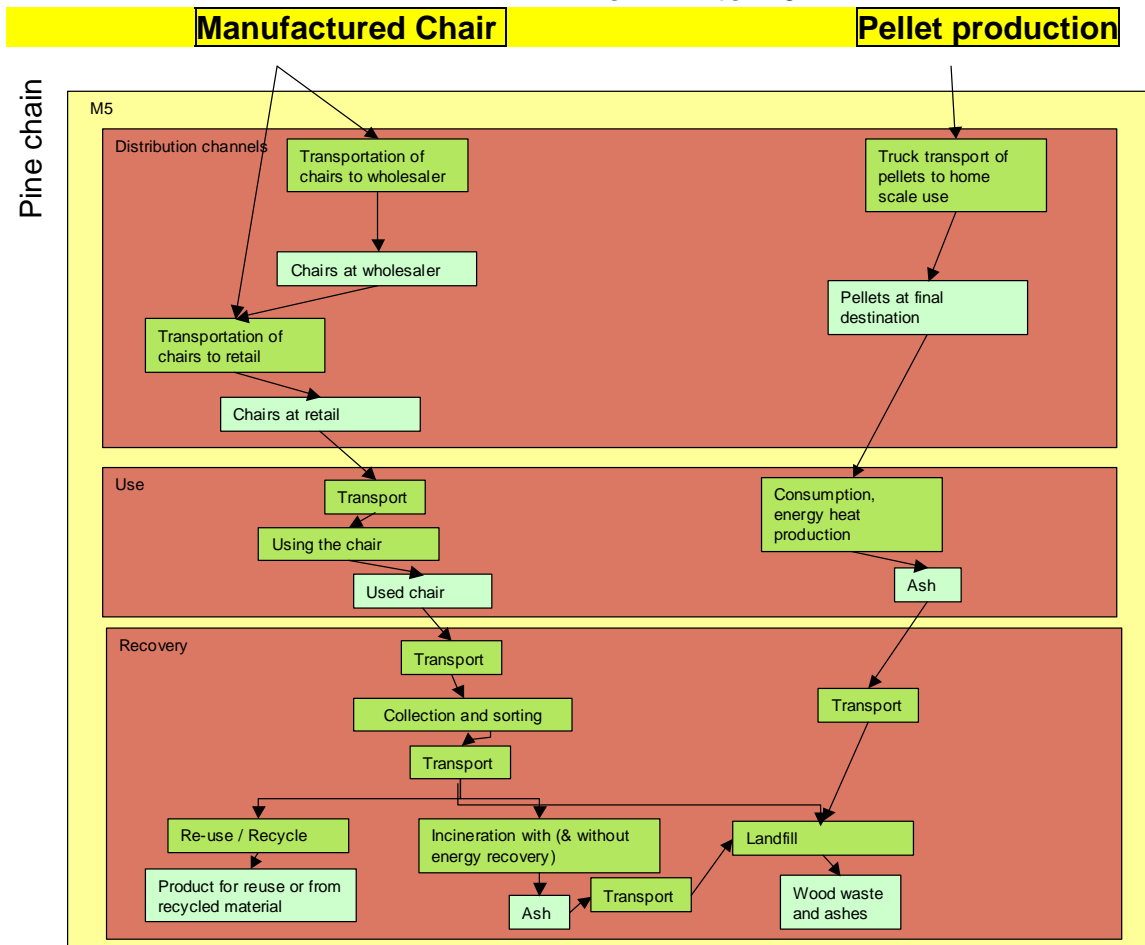 Manufactured Chair
Pellet production
Pine chain
M5
Distribution channels
Transportation of
chairs to wholesaler
Truck transport of
pellets to home
scale use
Chairs at wholesaler
Pellets at final
destination
Transportation of
chairs to retail
Chairs at retail
Use
Transport
Consumption,
energy heat
production
Using the chair
Used chair
Ash
Recovery
Transport
Transport
Collection and sorting
Transport
Re-use / Recycle
Incineration with (& without
energy recovery)
Landfill
Product for reuse or from
recycled material
Ash
Transport
Wood waste
and ashes